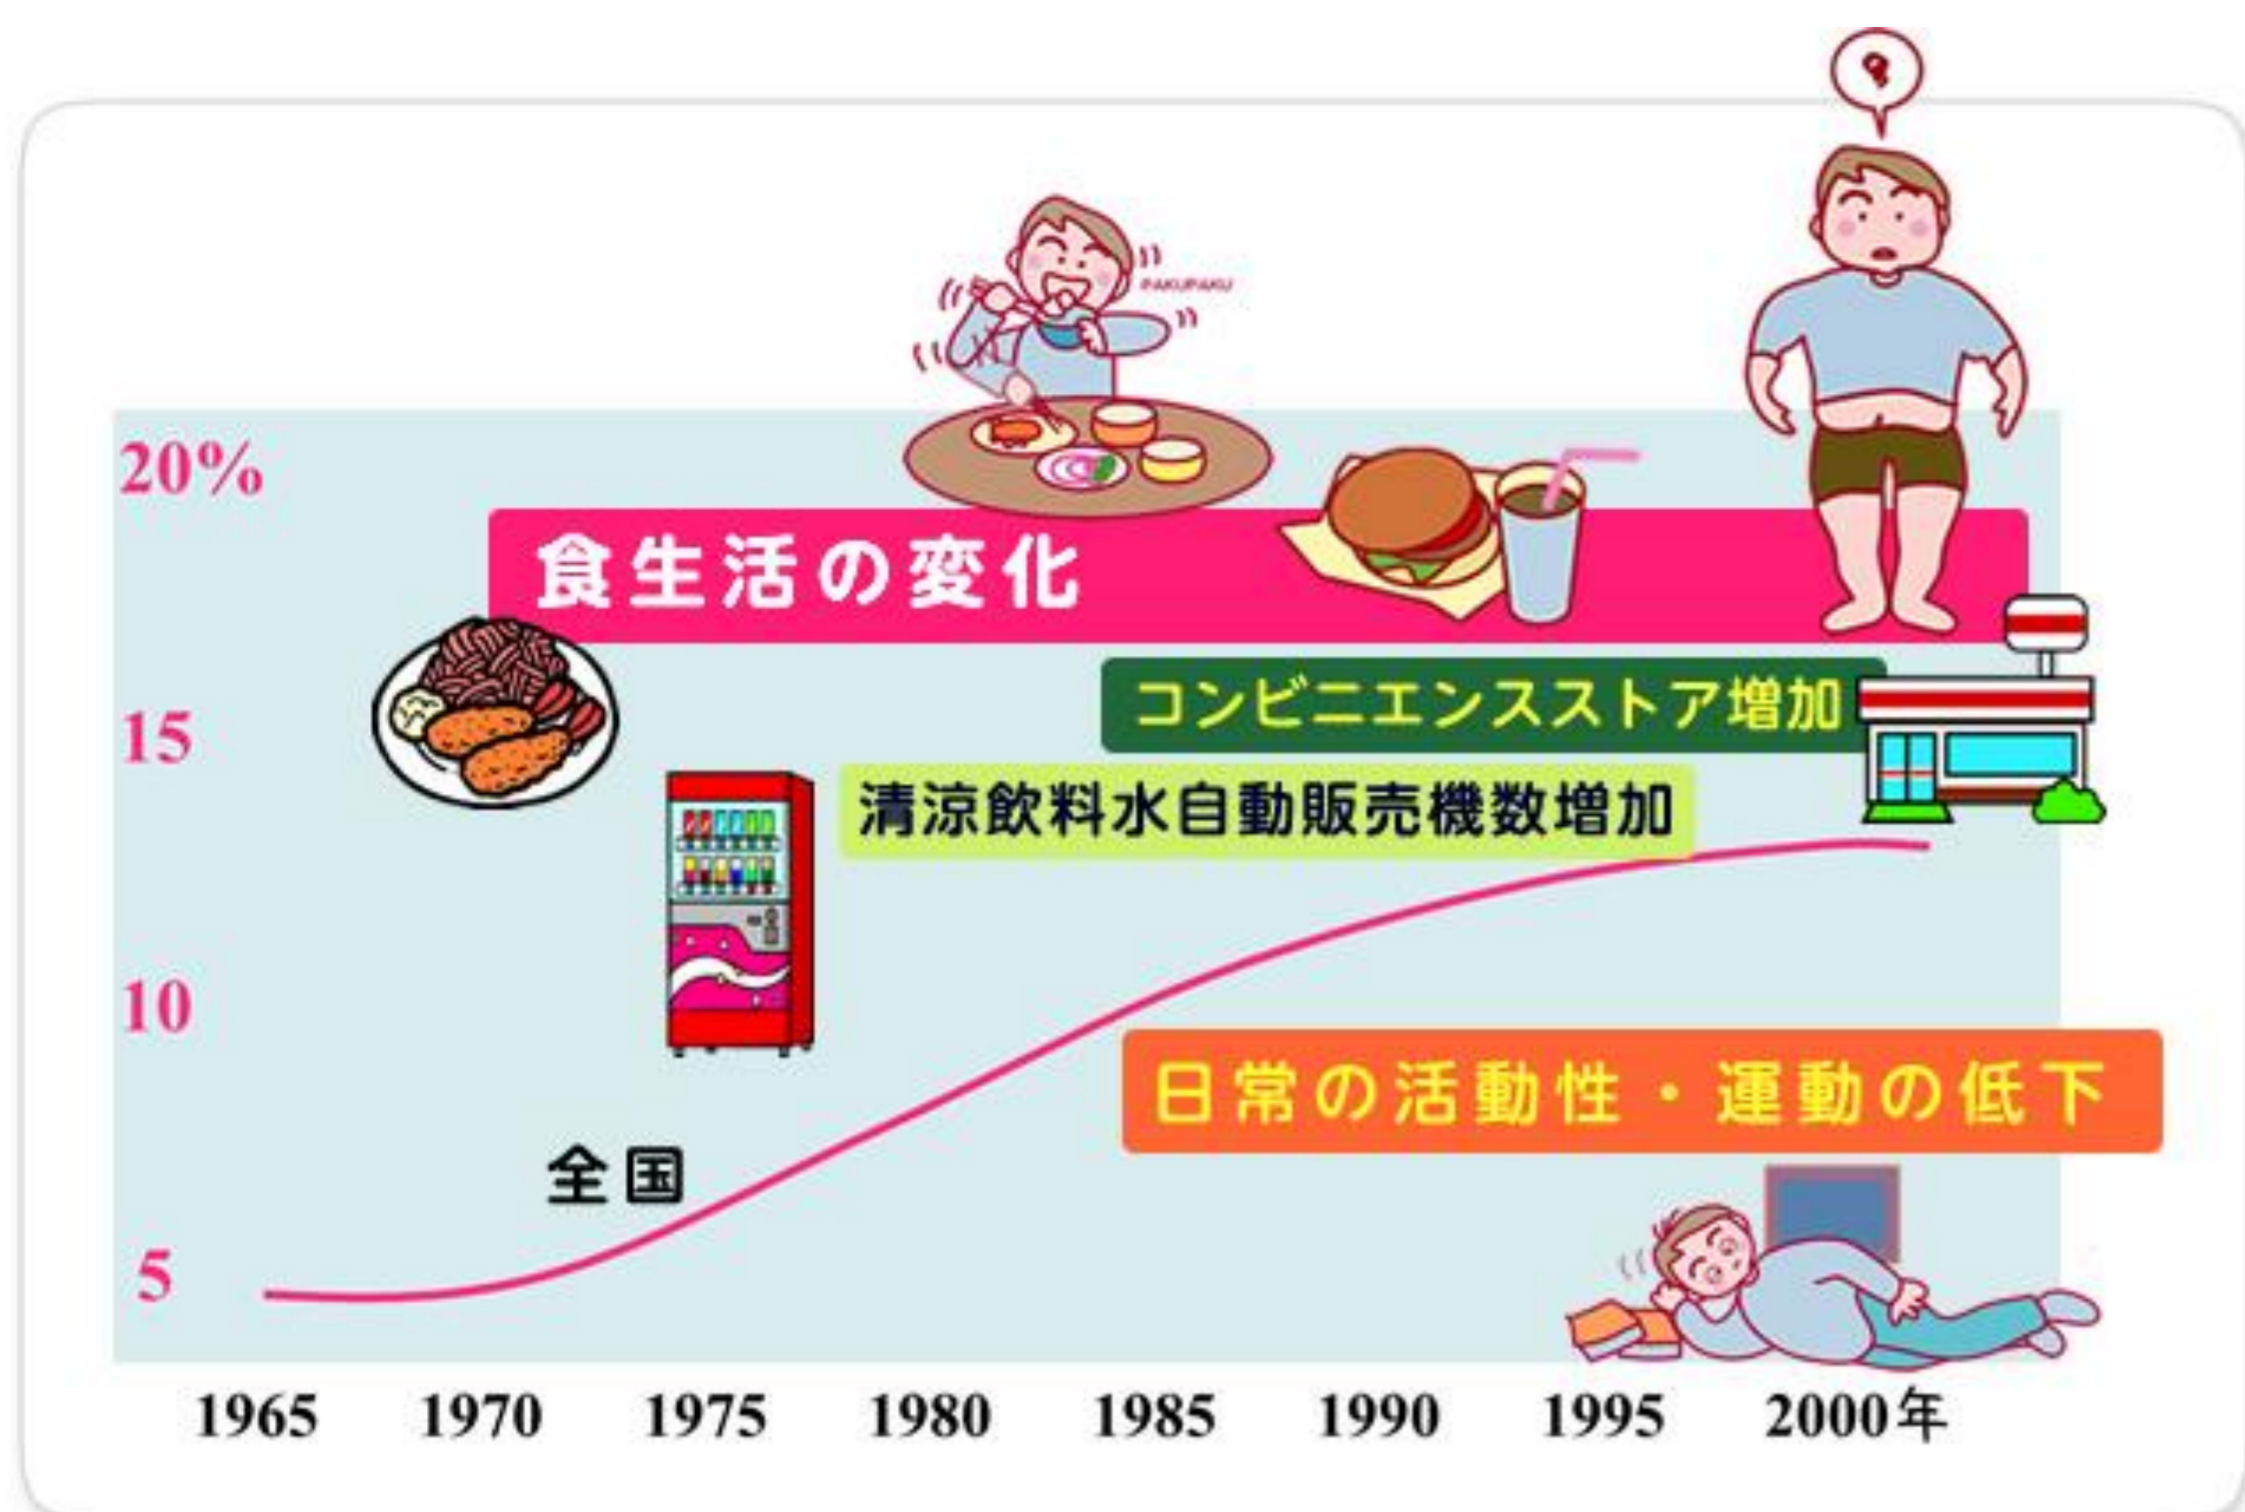 20%
食生活の変化
15
コンビニエンスストア増加
清涼飲料水自動販売機数増加
10
日常の活動性・運動の低下
全国
5
1965 1970 1975 1980 1985 1990 1995 2000年
PAKUPAKU
?